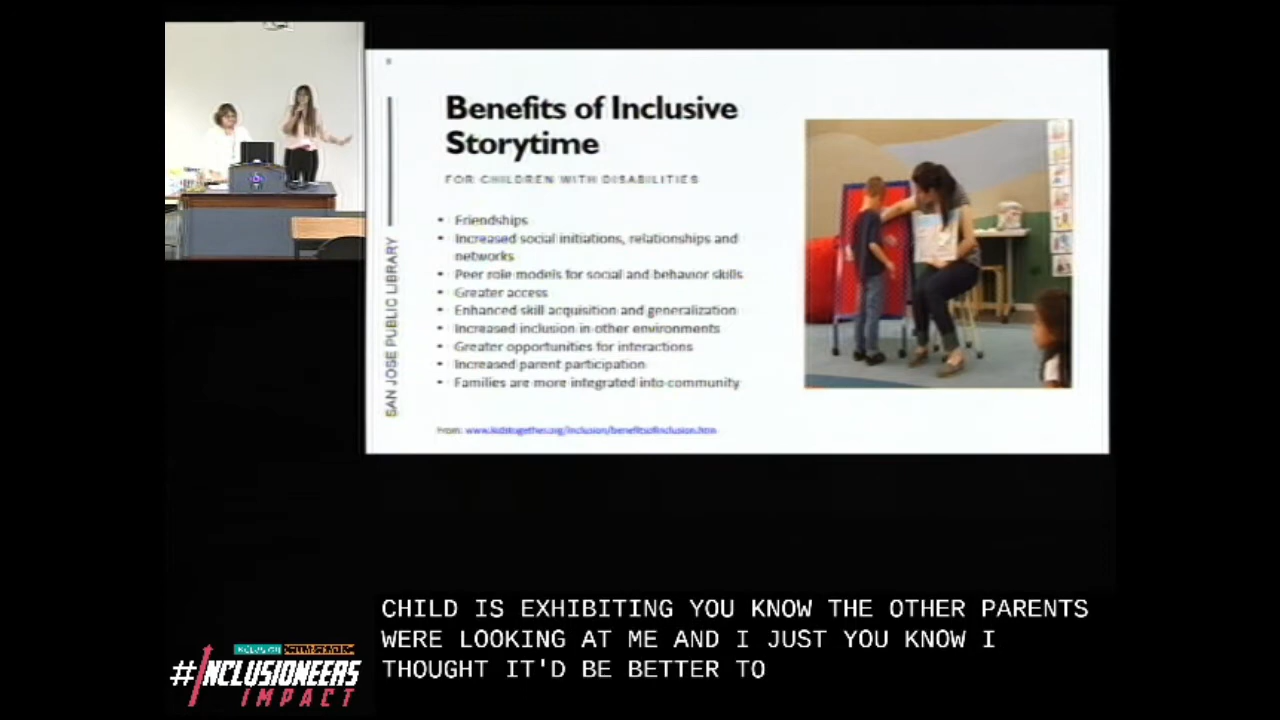 Benefits of Inclusive
Storytime
FOR CHILDREN WITH DISABILITIES
SAN JOSE PUBLIC LIBRARY
• Friendships
• Increased social initiations, relationships and
networks
• Peer role models for social and behavior skills
• Greater access
• Enhanced skill acquisition and generalization
• Increased inclusion in other environments
• Greater opportunities for interactions
• Increased parent participation
• Families are more integrated into community
From: www.kidstogether.org/inclusion/benefitsofinclusion.htm
CHILD IS EXHIBITING YOU KNOW THE OTHER PARENTS
WERE LOOKING AT ME AND I JUST YOU KNOW I
THOUGHT IT'D BE BETTER TO
#INCLUSIONEERS
IMPACT